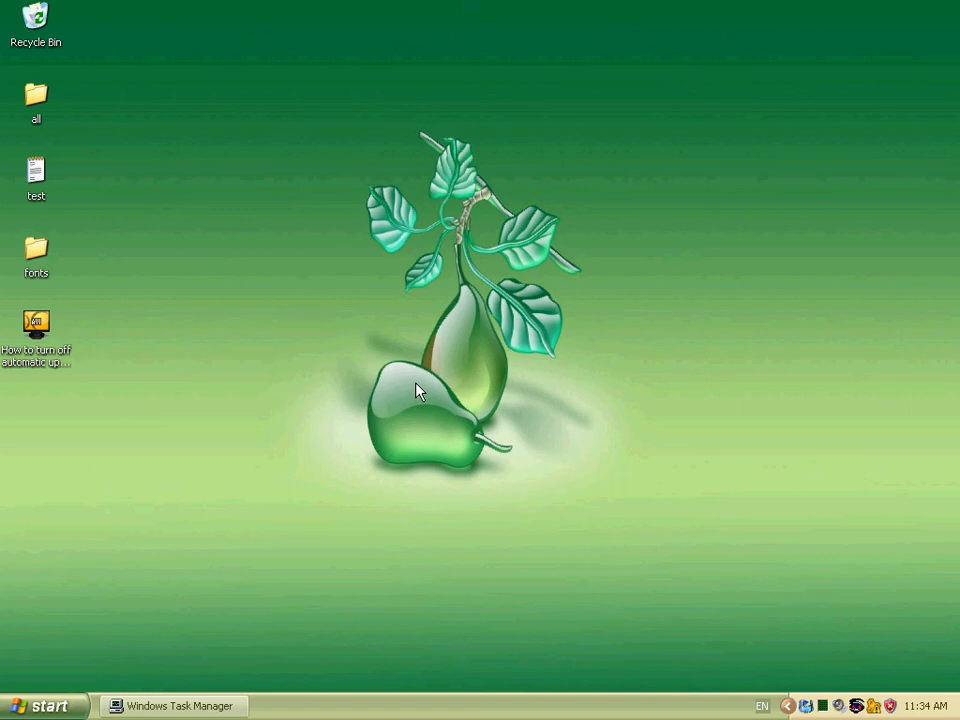 Recycle Bin
all
test
fonts
How to turn off
automatic up...
start
Windows Task Manager
EN
11:34 AM